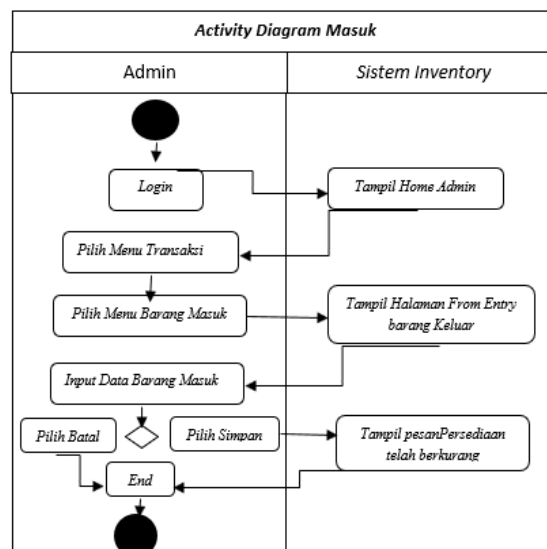 Activity Diagram Masuk
Admin
Sistem Inventory
Login
Tampil Home Admin
Pilih Menu Transaksi
Pilih Menu Barang Masuk
Tampil Halaman From Entry
barang Keluar
Input Data Barang Masuk
Pilih Batal
Pilih Simpan
Tampil pesanPersediaan
telah berkurang
End